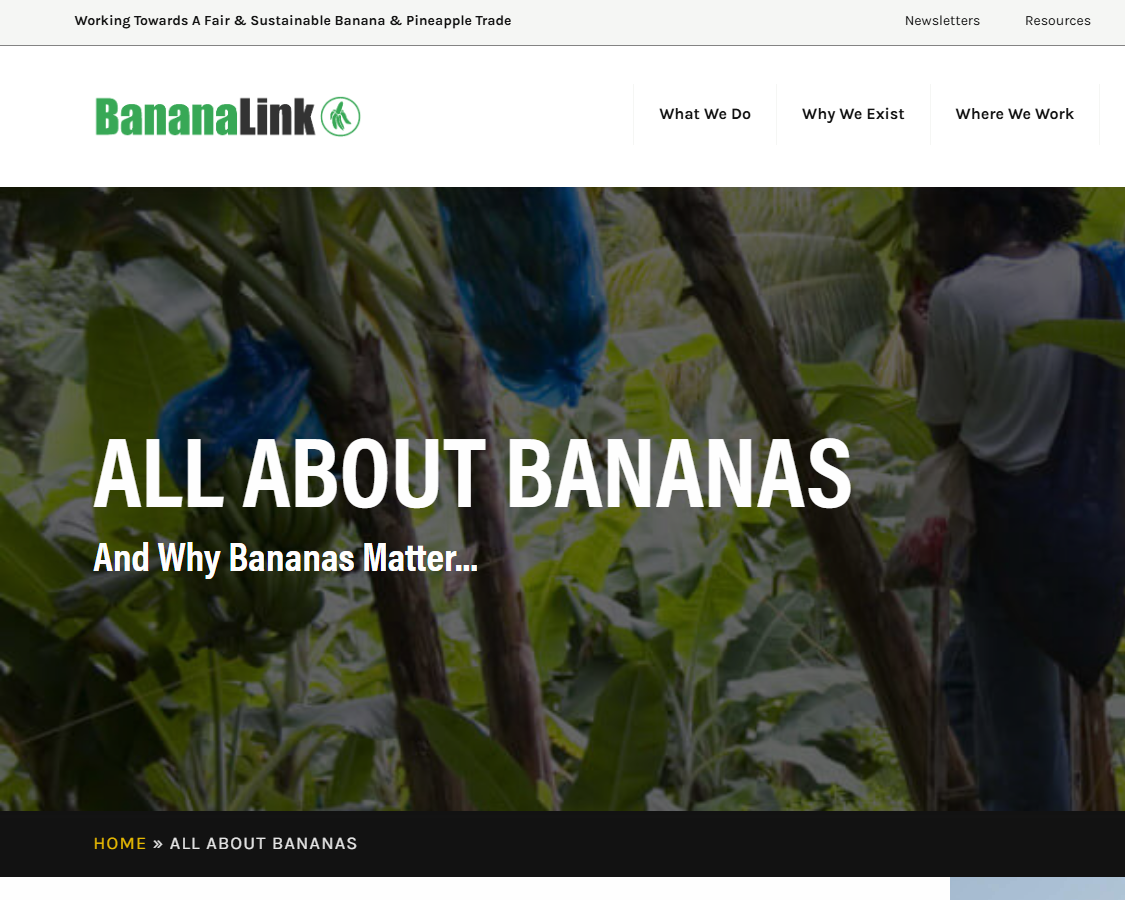 Working Towards A Fair & Sustainable Banana & Pineapple Trade
Newsletters
Resources
BananaLink
What We Do
Why We Exist
Where We Work
ALL ABOUT BANANAS
And Why Bananas Matter...
HOME » ALL ABOUT BANANAS